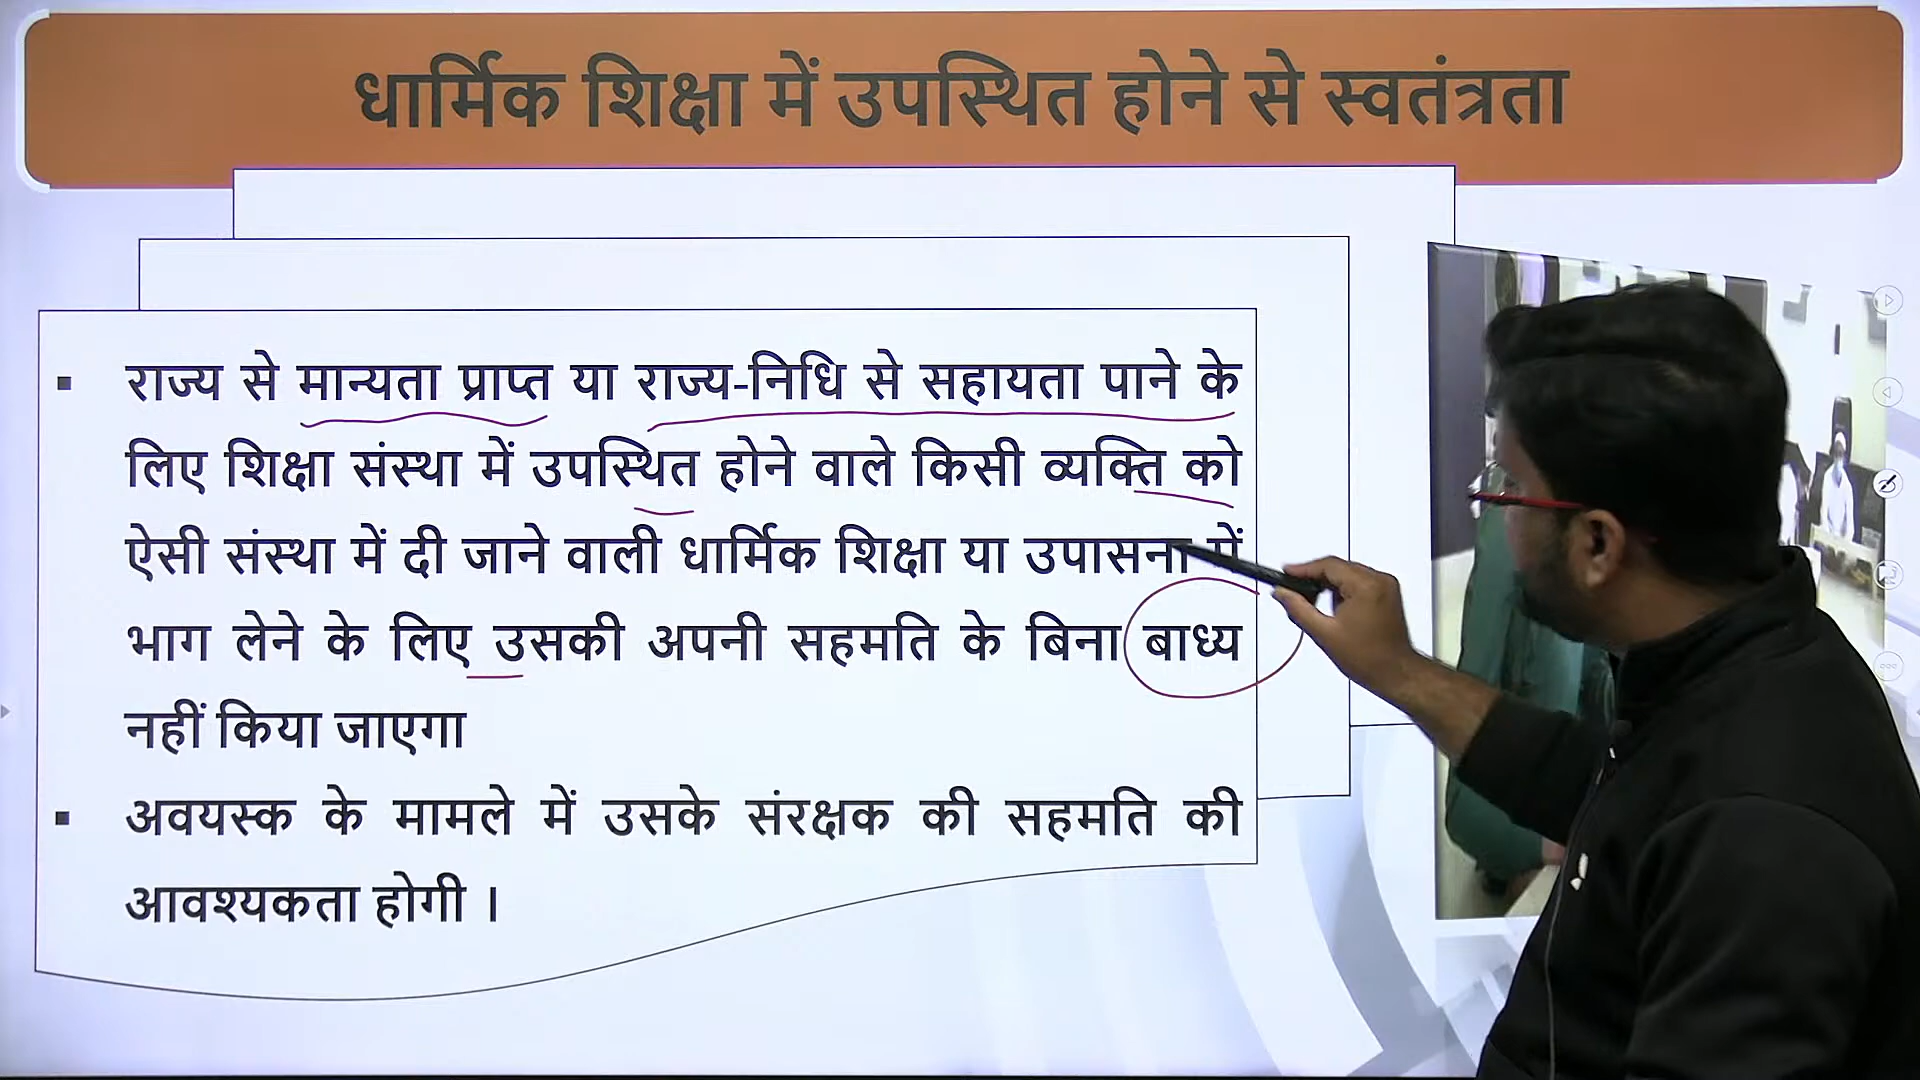 धार्मिक शिक्षा में उपस्थित होने से स्वतंत्रता
▪ राज्य से मान्यता प्राप्त या राज्य-निधि से सहायता पाने के
लिए शिक्षा संस्था में उपस्थित होने वाले किसी व्यक्ति को
ऐसी संस्था में दी जाने वाली धार्मिक शिक्षा या उपासना में
भाग लेने के लिए उसकी अपनी सहमति के बिना बाध्य
नहीं किया जाएगा
▪ अवयस्क के मामले में उसके संरक्षक की सहमति की
आवश्यकता होगी ।